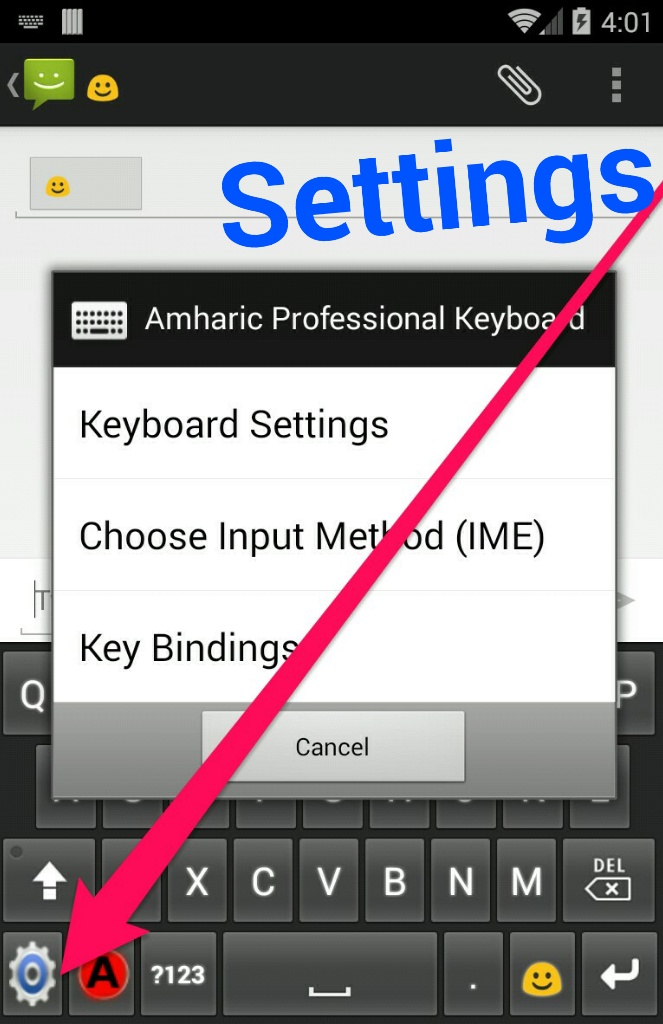 4:01
Settings
Amharic Professional Keyboard
Keyboard Settings
Choose Input Method (IME)
Key Bindings
Cancel
Q P
X C V B N M DEL
A ?123 .